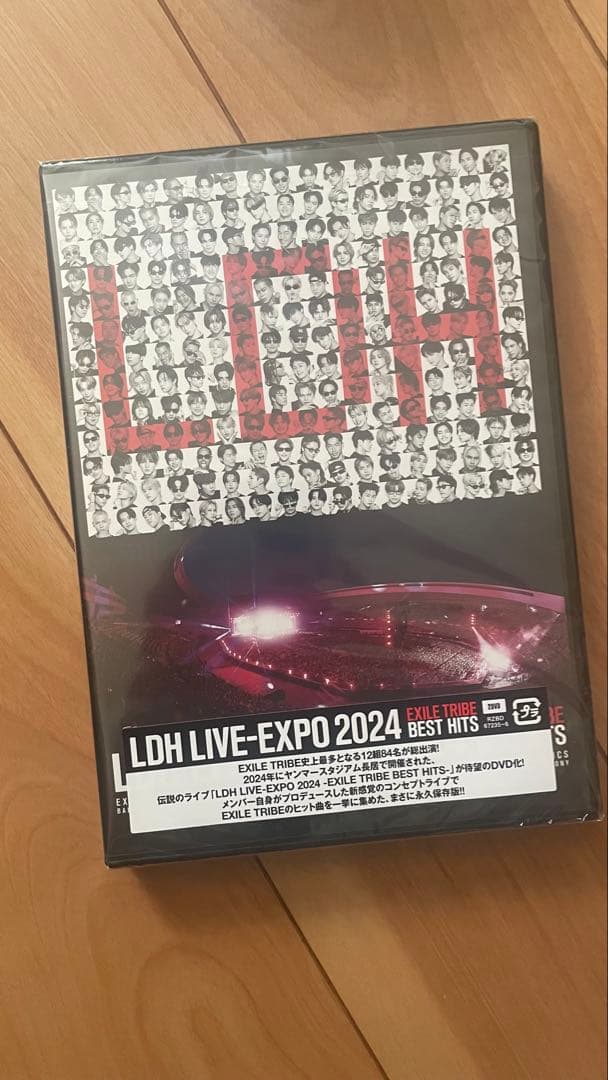 LDH
LDH LIVE-EXPO 2024 EXILE TRIBE BEST HITS
2DVD
RZBD
67235~6
プラ
EXILE TRIBE史上最多となる12組84名が総出演!
2024年にヤンマースタジアム長居で開催された、
伝説のライブ「LDH LIVE-EXPO 2024 -EXILE TRIBE BEST HITS-」が待望のDVD化!
メンバー自身がプロデュースした新感覚のコンセプトライブで
EXILE TRIBEのヒット曲を一挙に集めた、まさに永久保存版!!